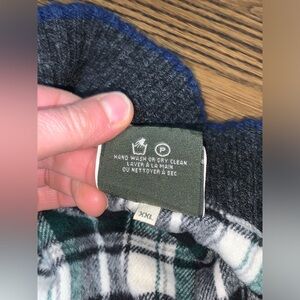 P
HAND WASH OR DRY CLEAN
LAVER À LA MAIN
OU NETTOYER À SEC
XXL